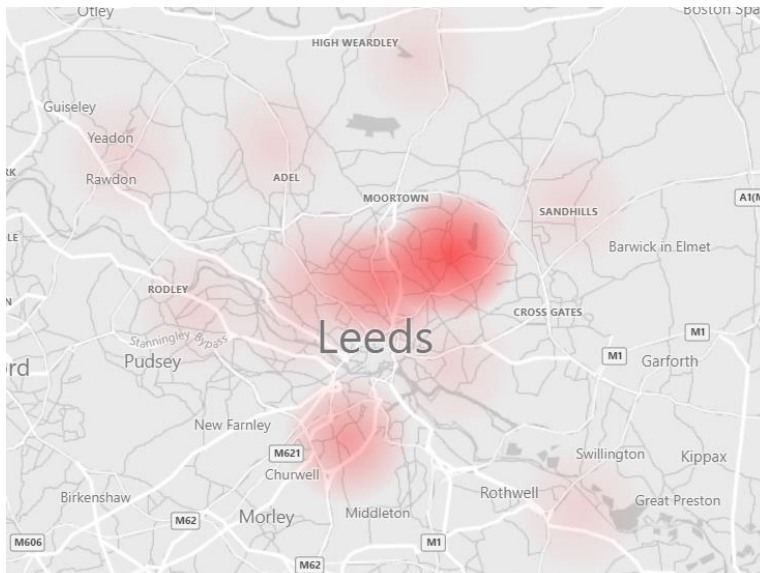 Otley
Boston Spa
HIGH WEARDLEY
Guiseley
Yeadon
Rawdon
ADEL
MOORTOWN
A1(M
SANDHILLS
Barwick in Elmet
RODLEY
CROSS GATES
Stanningley Bypass
Leeds
M1
Pudsey
M1
Garforth
New Farnley
M621
Churwell
Swillington
Kippax
Birkenshaw
Rothwell
Great Preston
Morley
Middleton
M62
M606
M1
M62